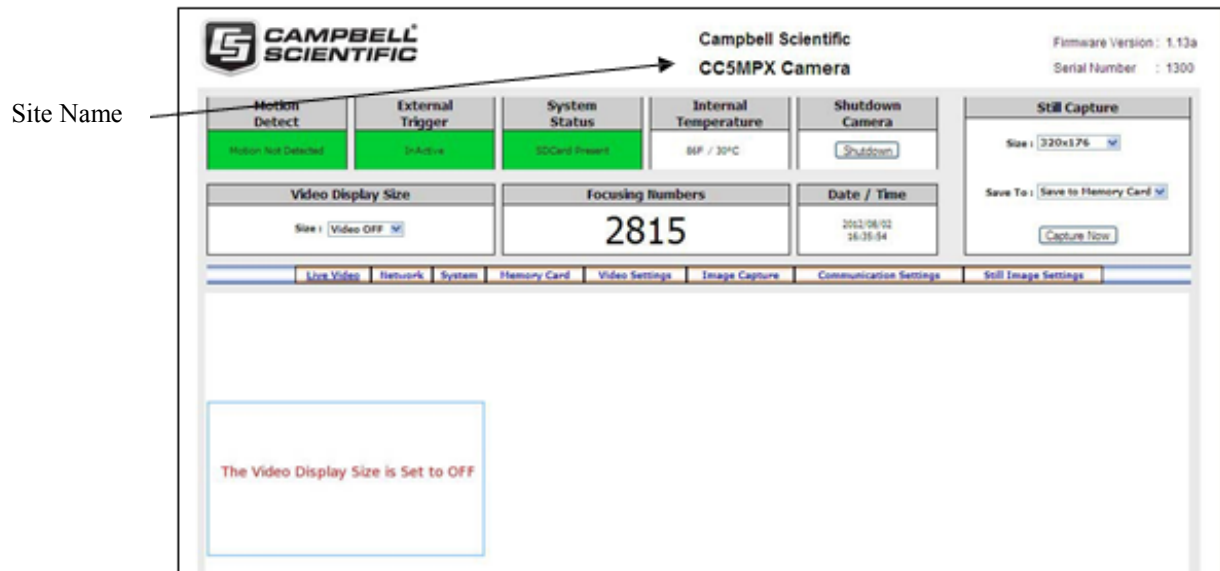 CAMPBELL
SCIENTIFIC
Campbell Scientific
CC5MPX Camera
Firmware Version : 1.13a
Serial Number : 1300
Site Name
Motion
Detect
Motion Not Detected
External
Trigger
InActive
System
Status
SDCard Present
Internal
Temperature
86F / 30°C
Shutdown
Camera
Shutdown
Still Capture
Size : 320x176
Save To : Save to Memory Card
Capture Now
Video Display Size
Size : Video OFF
Focusing Numbers
2815
Date / Time
2012/08/02
16:35:54
Live Video Network System Memory Card Video Settings Image Capture Communication Settings Still Image Settings
The Video Display Size is Set to OFF